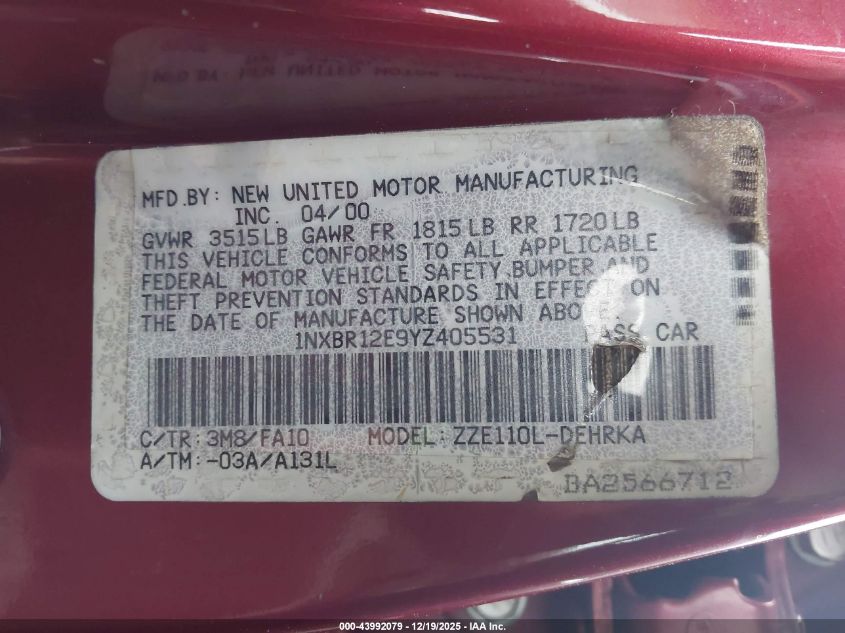 MFD.BY: NEW UNITED MOTOR MANUFACTURING
INC. 04/00
GVWR 3515LB GAWR FR 1815LB RR 1720LB
THIS VEHICLE CONFORMS TO ALL APPLICABLE
FEDERAL MOTOR VEHICLE SAFETY,BUMPER,AND
THEFT PREVENTION STANDARDS IN EFFECT ON
THE DATE OF MANUFACTURE SHOWN ABOVE.
1NXBR12E9YZ405531 PASS CAR
C/TR: 3M8/FA10 MODEL: ZZE110L-DEHRKA
A/TM:-03A/A131L
BA2566712
000-43992079 - 12/19/2025 - IAA Inc.